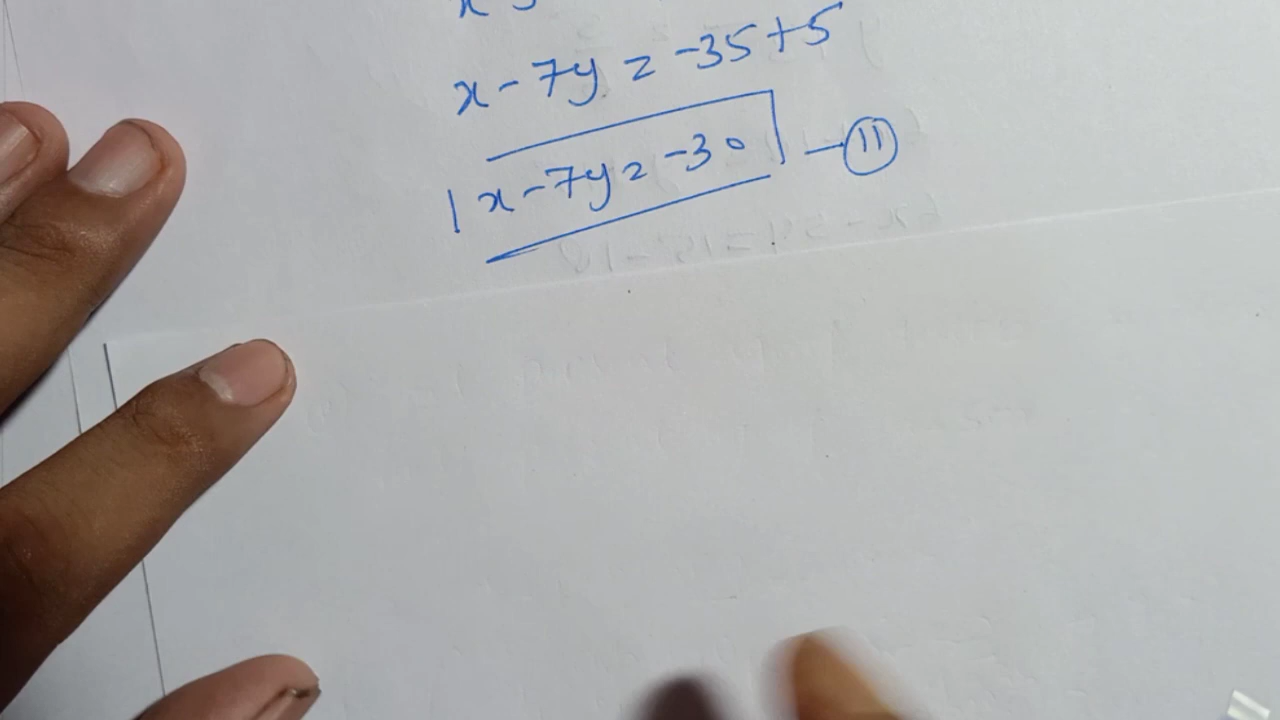 x - 7y = -35 + 5
x - 7y = -30 — 11